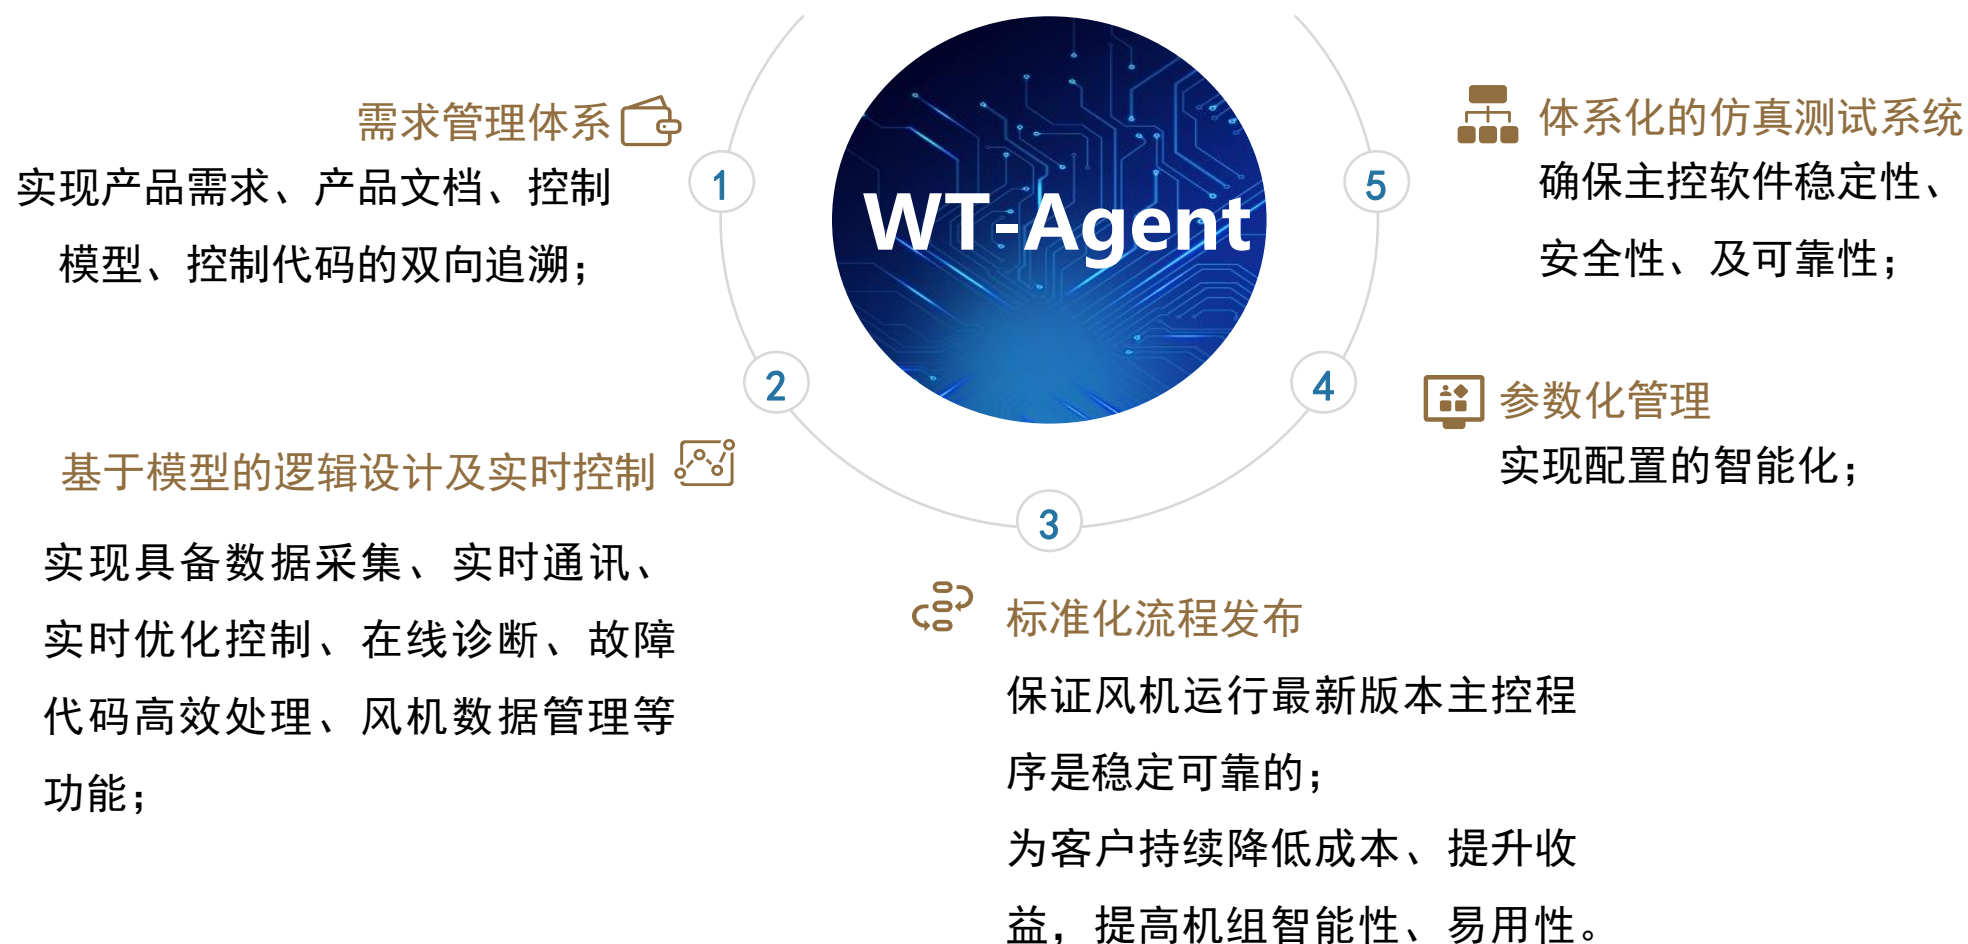 WT-Agent
1
需求管理体系
实现产品需求、产品文档、控制
模型、控制代码的双向追溯；
2
基于模型的逻辑设计及实时控制
实现具备数据采集、实时通讯、
实时优化控制、在线诊断、故障
代码高效处理、风机数据管理等
功能；
3
标准化流程发布
保证风机运行最新版本主控程
序是稳定可靠的；
为客户持续降低成本、提升收
益，提高机组智能性、易用性。
4
参数化管理
实现配置的智能化；
5
体系化的仿真测试系统
确保主控软件稳定性、
安全性、及可靠性；